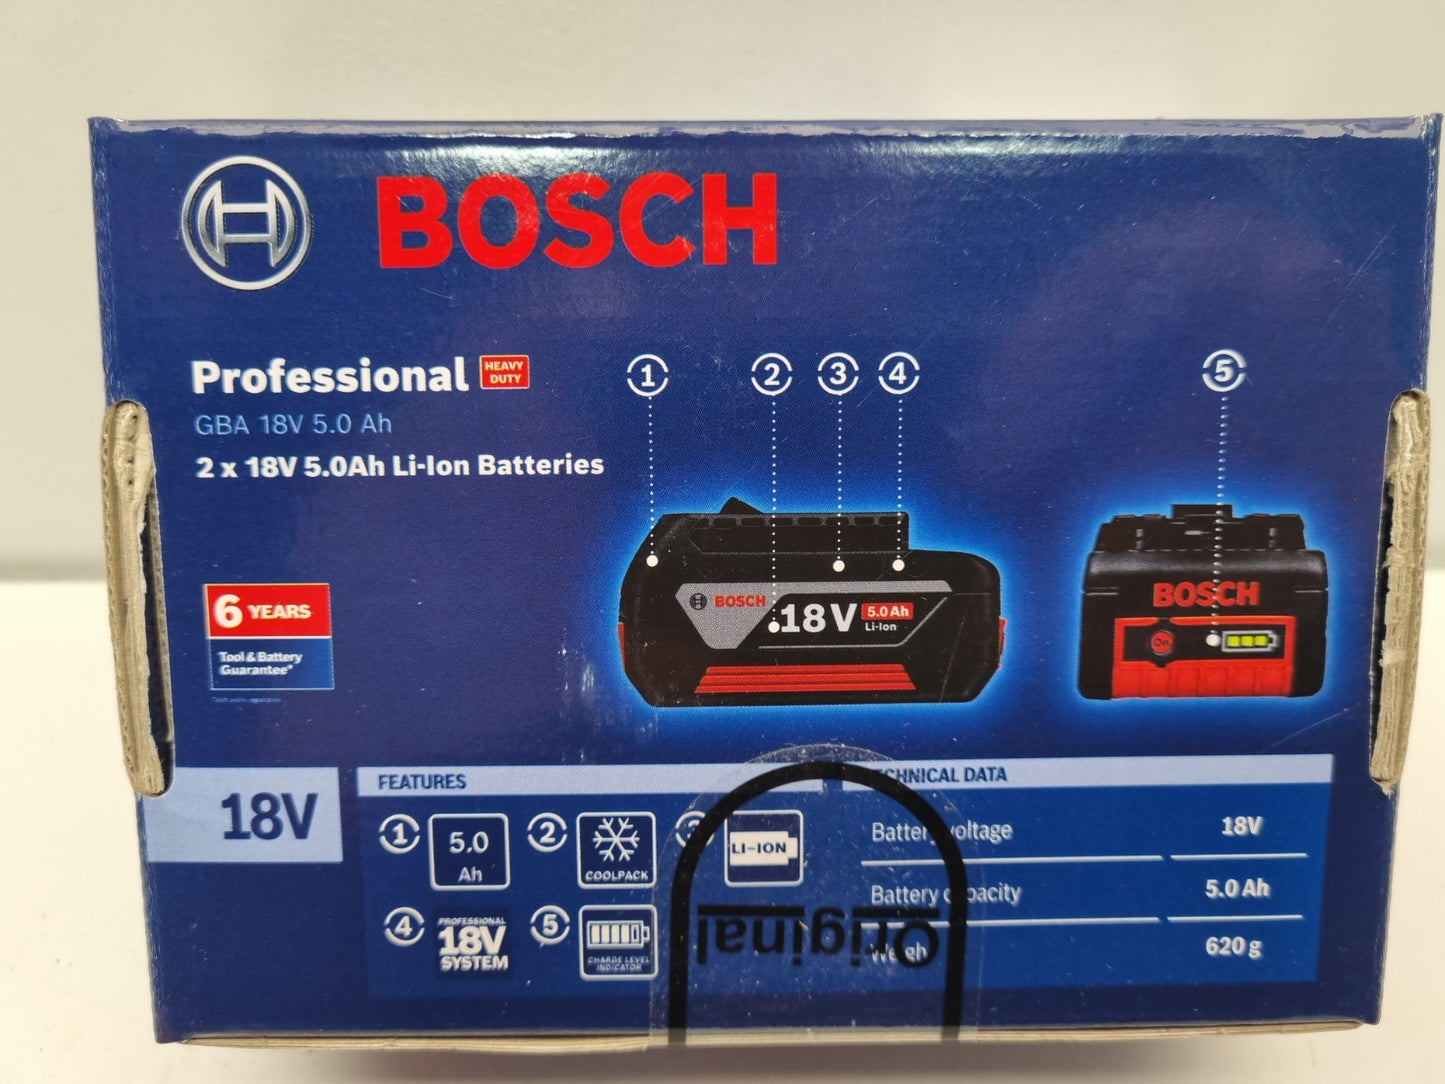 BOSCH
Professional HEAVY DUTY
GBA 18V 5.0 Ah
2 x 18V 5.0Ah Li-Ion Batteries
1 2 3 4 5
BOSCH 18V 5.0 Ah
Li-Ion
BOSCH
On
6 YEARS
Tool & Battery
Guarantee*
18V
FEATURES
1 5.0 Ah
2 COOLPACK
3 LI-ION
4 PROFESSIONAL 18V SYSTEM
5 CHARGE LEVEL INDICATOR
TECHNICAL DATA
Battery voltage 18V
Battery capacity 5.0 Ah
Weight 620 g
Original